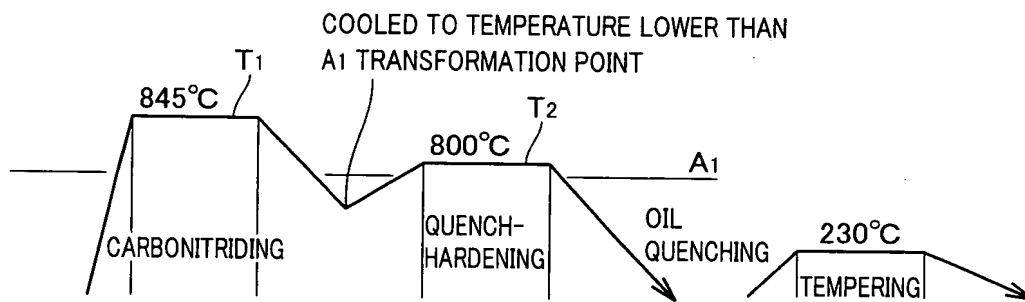 COOLED TO TEMPERATURE LOWER THAN
A1 TRANSFORMATION POINT
T1
845°C
T2
800°C
A1
CARBONITRIDING
QUENCH-
HARDENING
OIL
QUENCHING
230°C
TEMPERING